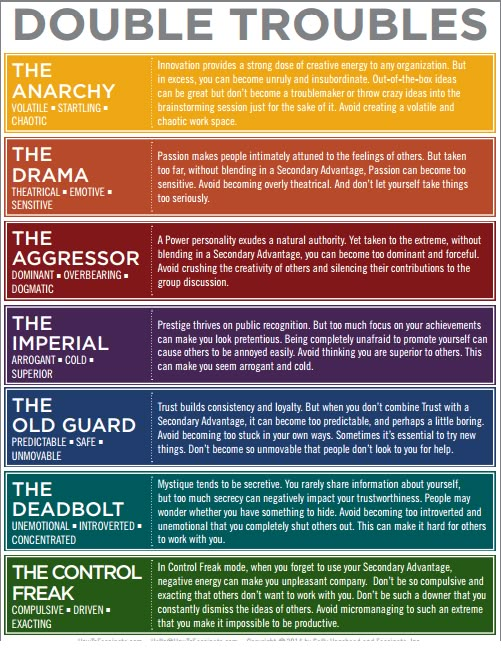 DOUBLE TROUBLES
THE
ANARCHY
VOLATILE ▪ STARTLING ▪
CHAOTIC
Innovation provides a strong dose of creative energy to any organization. But
in excess, you can become unruly and insubordinate. Out-of-the-box ideas
can be great but don't become a troublemaker or throw crazy ideas into the
brainstorming session just for the sake of it. Avoid creating a volatile and
chaotic work space.
THE
DRAMA
THEATRICAL ▪ EMOTIVE ▪
SENSITIVE
Passion makes people intimately attuned to the feelings of others. But taken
too far, without blending in a Secondary Advantage, Passion can become too
sensitive. Avoid becoming overly theatrical. And don't let yourself take things
too seriously.
THE
AGGRESSOR
DOMINANT ▪ OVERBEARING ▪
DOGMATIC
A Power personality exudes a natural authority. Yet taken to the extreme, without
blending in a Secondary Advantage, you can become too dominant and forceful.
Avoid crushing the creativity of others and silencing their contributions to the
group discussion.
THE
IMPERIAL
ARROGANT ▪ COLD ▪
SUPERIOR
Prestige thrives on public recognition. But too much focus on your achievements
can make you look pretentious. Being completely unafraid to promote yourself can
cause others to be annoyed easily. Avoid thinking you are superior to others. This
can make you seem arrogant and cold.
THE
OLD GUARD
PREDICTABLE ▪ SAFE ▪
UNMOVABLE
Trust builds consistency and loyalty. But when you don't combine Trust with a
Secondary Advantage, it can become too predictable, and perhaps a little boring.
Avoid becoming too stuck in your own ways. Sometimes it's essential to try new
things. Don't become so unmovable that people don't look to you for help.
THE
DEADBOLT
UNEMOTIONAL ▪ INTROVERTED ▪
CONCENTRATED
Mystique tends to be secretive. You rarely share information about yourself,
but too much secrecy can negatively impact your trustworthiness. People may
wonder whether you have something to hide. Avoid becoming too introverted and
unemotional that you completely shut others out. This can make it hard for others
to work with you.
THE CONTROL
FREAK
COMPULSIVE ▪ DRIVEN ▪
EXACTING
In Control Freak mode, when you forget to use your Secondary Advantage,
negative energy can make you unpleasant company. Don't be so compulsive and
exacting that others don't want to work with you. Don't be such a downer that you
constantly dismiss the ideas of others. Avoid micromanaging to such an extreme
that you make it impossible to be productive.